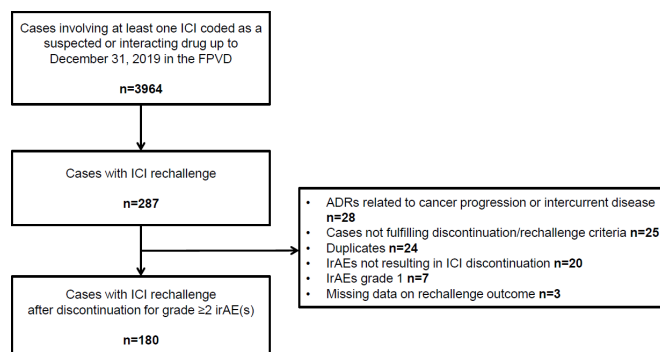 Cases involving at least one ICI coded as a
suspected or interacting drug up to
December 31, 2019 in the FPVD
n=3964
Cases with ICI rechallenge
n=287
• ADRs related to cancer progression or intercurrent disease
n=28
• Cases not fulfilling discontinuation/rechallenge criteria n=25
• Duplicates n=24
• IrAEs not resulting in ICI discontinuation n=20
• IrAEs grade 1 n=7
• Missing data on rechallenge outcome n=3
Cases with ICI rechallenge
after discontinuation for grade ≥2 irAE(s)
n=180